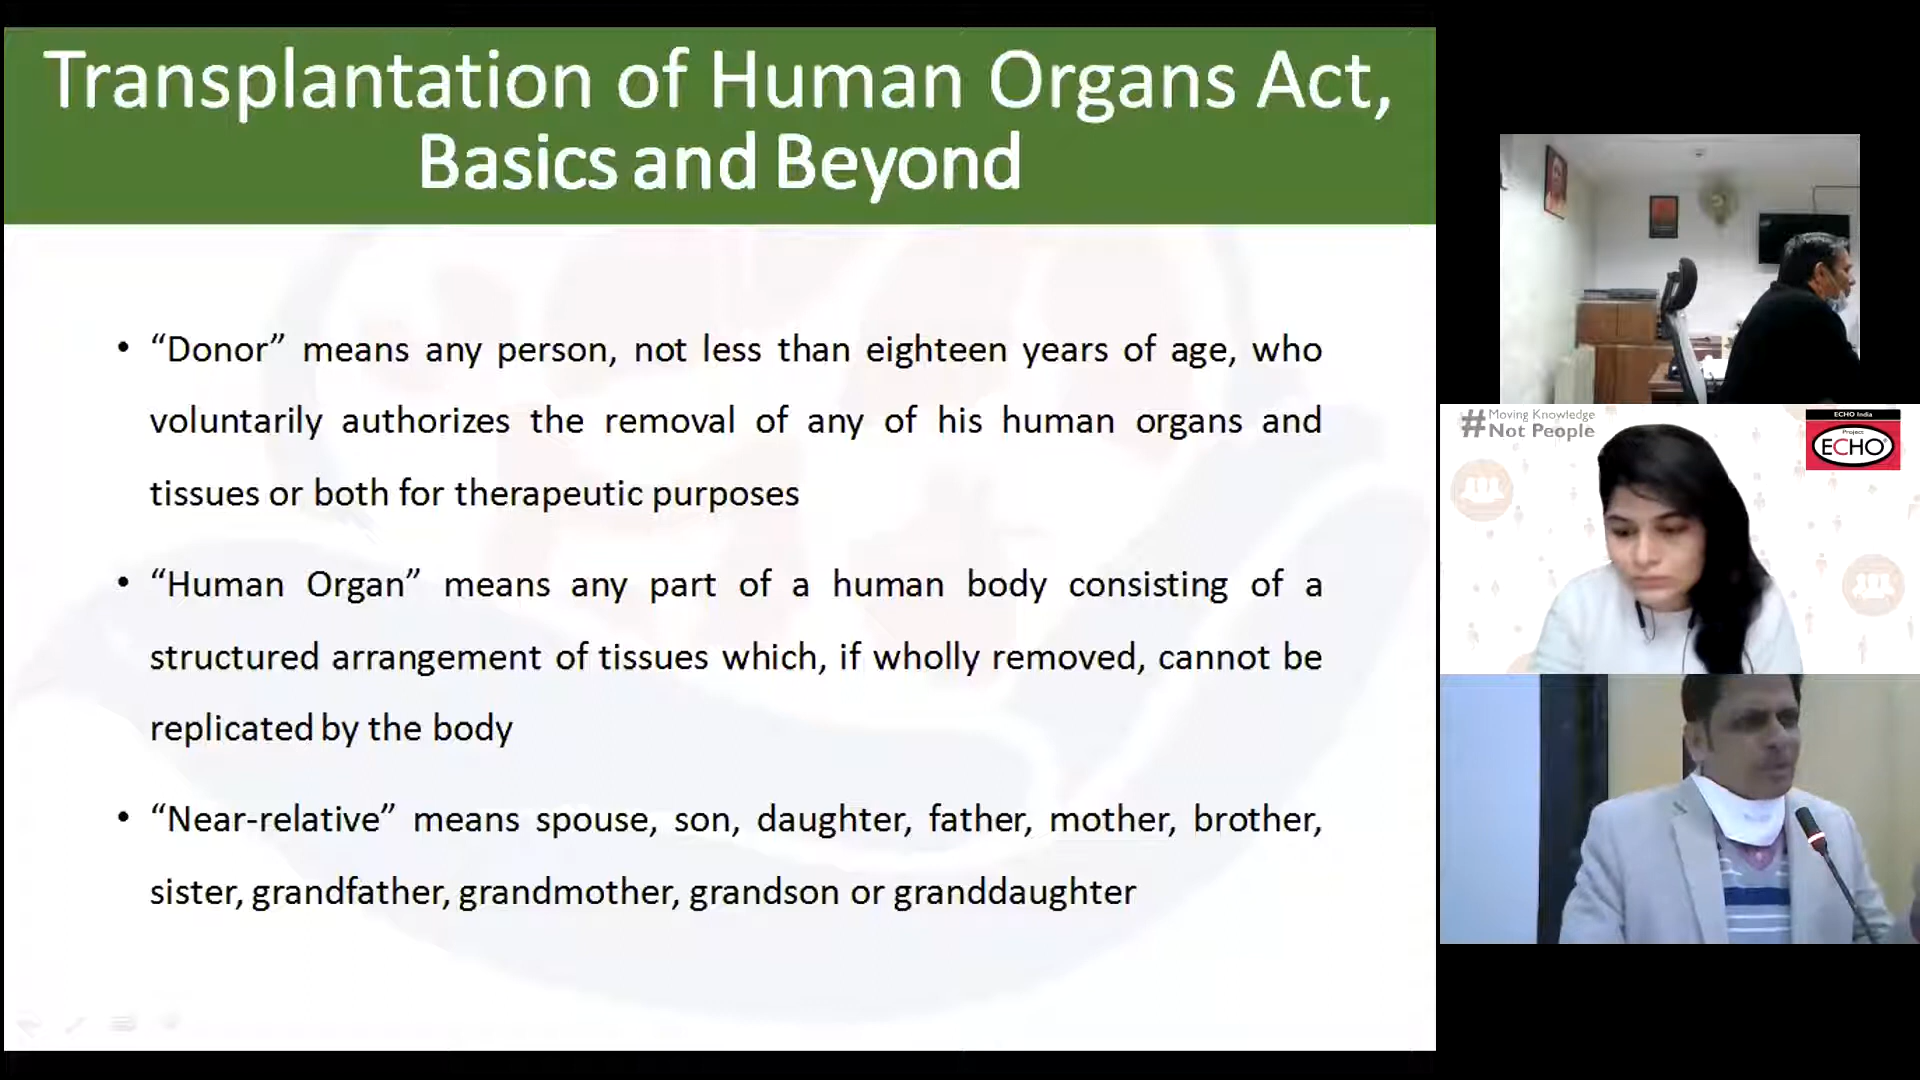 Transplantation of Human Organs Act,
Basics and Beyond
• “Donor” means any person, not less than eighteen years of age, who
voluntarily authorizes the removal of any of his human organs and
tissues or both for therapeutic purposes
• “Human Organ” means any part of a human body consisting of a
structured arrangement of tissues which, if wholly removed, cannot be
replicated by the body
• “Near-relative” means spouse, son, daughter, father, mother, brother,
sister, grandfather, grandmother, grandson or granddaughter
# Moving Knowledge
Not People
ECHO India
Project
ECHO®